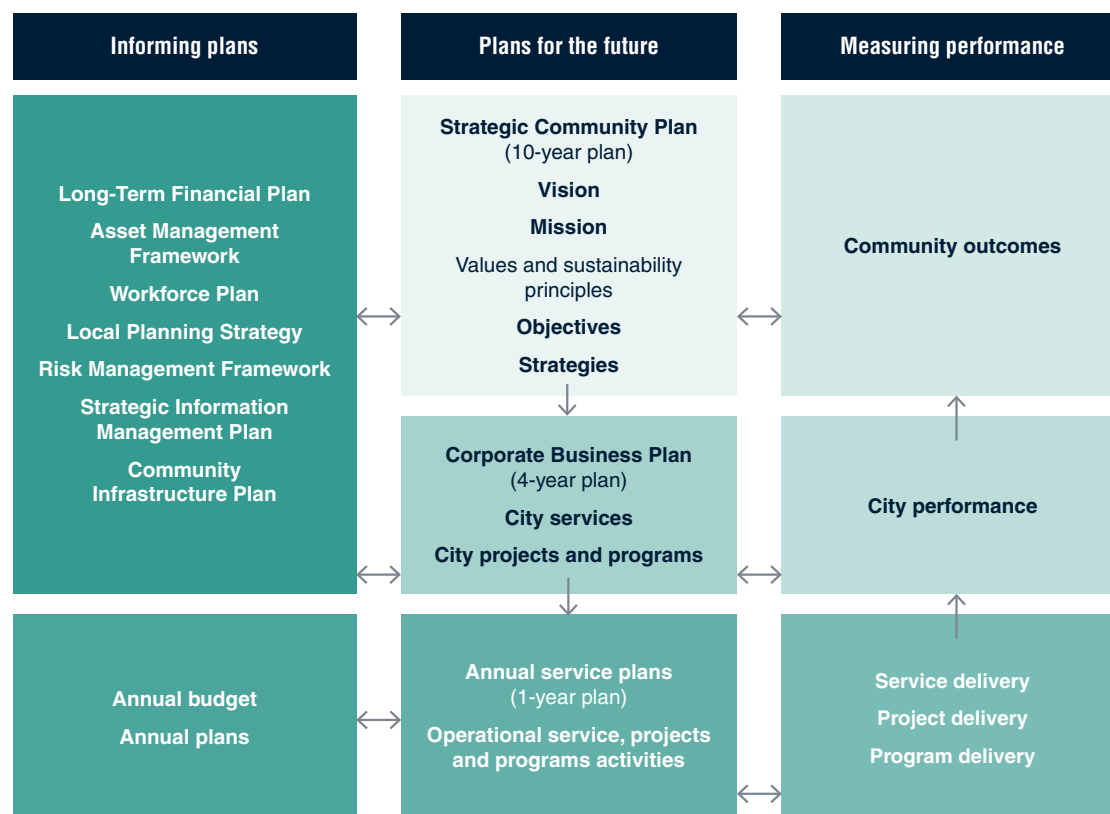 Informing plans
Plans for the future
Measuring performance
Long-Term Financial Plan
Asset Management
Framework
Workforce Plan
Local Planning Strategy
Risk Management Framework
Strategic Information
Management Plan
Community
Infrastructure Plan
Strategic Community Plan
(10-year plan)
Vision
Mission
Values and sustainability
principles
Objectives
Strategies
Community outcomes
Corporate Business Plan
(4-year plan)
City services
City projects and programs
City performance
Annual budget
Annual plans
Annual service plans
(1-year plan)
Operational service, projects
and programs activities
Service delivery
Project delivery
Program delivery